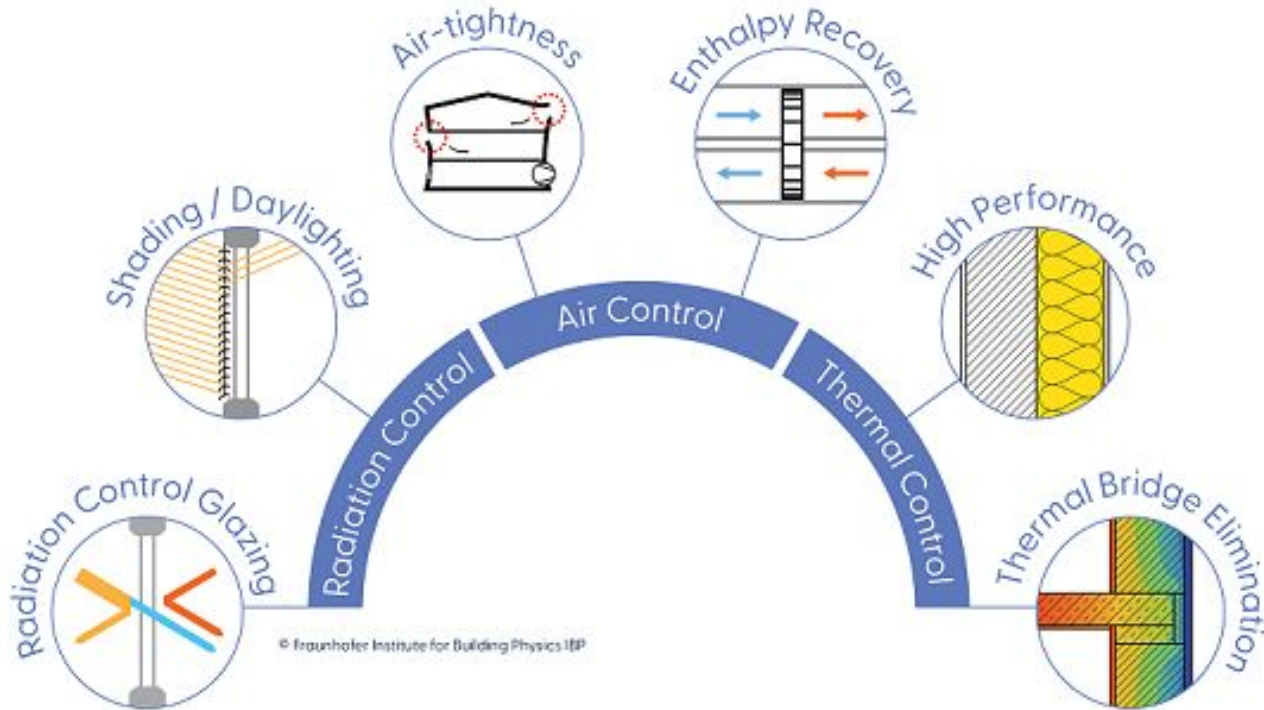 Air-tightness
Enthalpy Recovery
Shading / Daylighting
High Performance
Air Control
Radiation Control
Thermal Control
Radiation Control Glazing
Thermal Bridge Elimination
© Fraunhofer Institute for Building Physics IBP